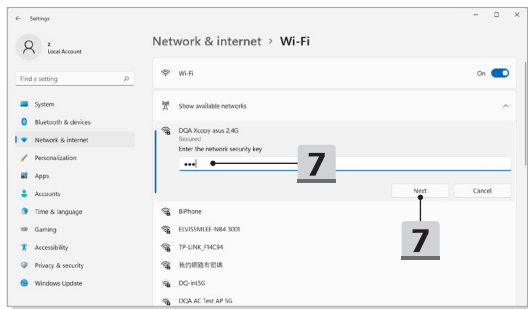 Settings
z
Local Account
Find a setting
System
Bluetooth & devices
Network & internet
Personalization
Apps
Accounts
Time & language
Gaming
Accessibility
Privacy & security
Windows Update
Network & internet > Wi-Fi
Wi-Fi
On
Show available networks
DQA Xcopy asus 2.4G
Secured
Enter the network security key
7
Next
Cancel
7
BiPhone
ELVISSMLEE-NB4 3001
TP-LINK_F14C94
我的網路有密碼
DQ-int5G
DQA AC Test AP 5G